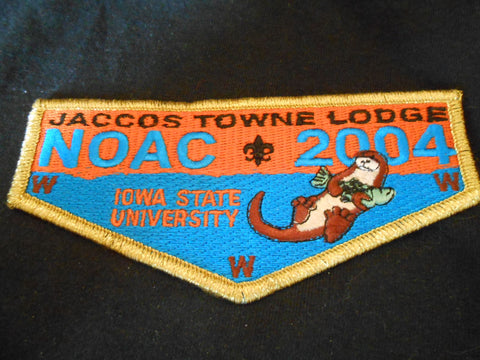 JACCOS TOWNE LODGE
NOAC 2004
IOWA STATE
UNIVERSITY
W W
W